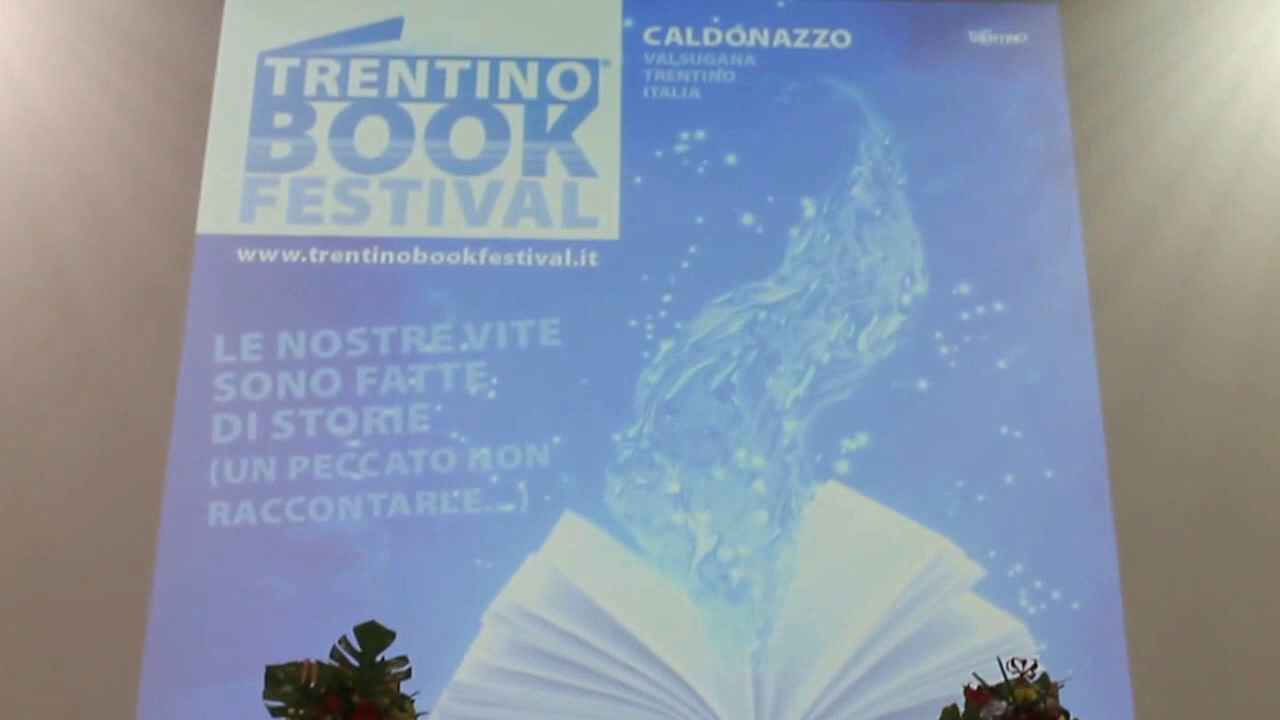 TRENTINO
BOOK
FESTIVAL
www.trentinobookfestival.it
CALDONAZZO
VALSUGANA
TRENTINO
ITALIA
TRENTINO
LE NOSTRE VITE
SONO FATTE
DI STORIE
(UN PECCATO NON
RACCONTARLE...)